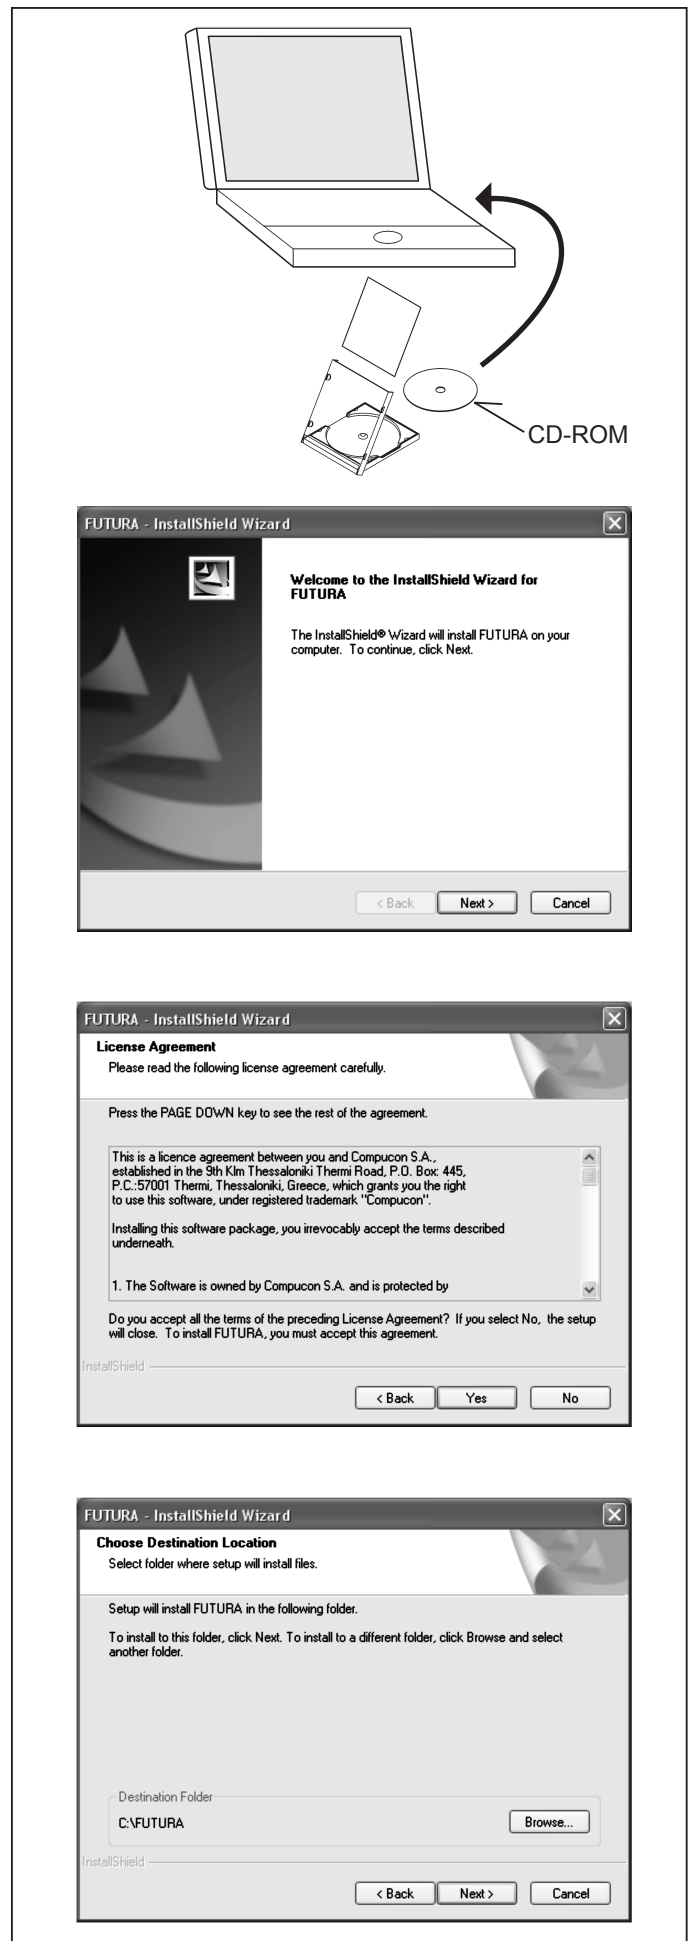 CD-ROM
FUTURA - InstallShield Wizard
Welcome to the InstallShield Wizard for
FUTURA
The InstallShield® Wizard will install FUTURA on your
computer. To continue, click Next.
< Back Next > Cancel
FUTURA - InstallShield Wizard
License Agreement
Please read the following license agreement carefully.
Press the PAGE DOWN key to see the rest of the agreement.
This is a licence agreement between you and Compucon S.A.,
established in the 9th Klm Thessaloniki Thermi Road, P.O. Box: 445,
P.C.:57001 Thermi, Thessaloniki, Greece, which grants you the right
to use this software, under registered trademark "Compucon".
Installing this software package, you irrevocably accept the terms described
underneath.
1. The Software is owned by Compucon S.A. and is protected by
Do you accept all the terms of the preceding License Agreement? If you select No, the setup
will close. To install FUTURA, you must accept this agreement.
InstallShield
< Back Yes No
FUTURA - InstallShield Wizard
Choose Destination Location
Select folder where setup will install files.
Setup will install FUTURA in the following folder.
To install to this folder, click Next. To install to a different folder, click Browse and select
another folder.
Destination Folder
C:\FUTURA Browse...
InstallShield
< Back Next > Cancel